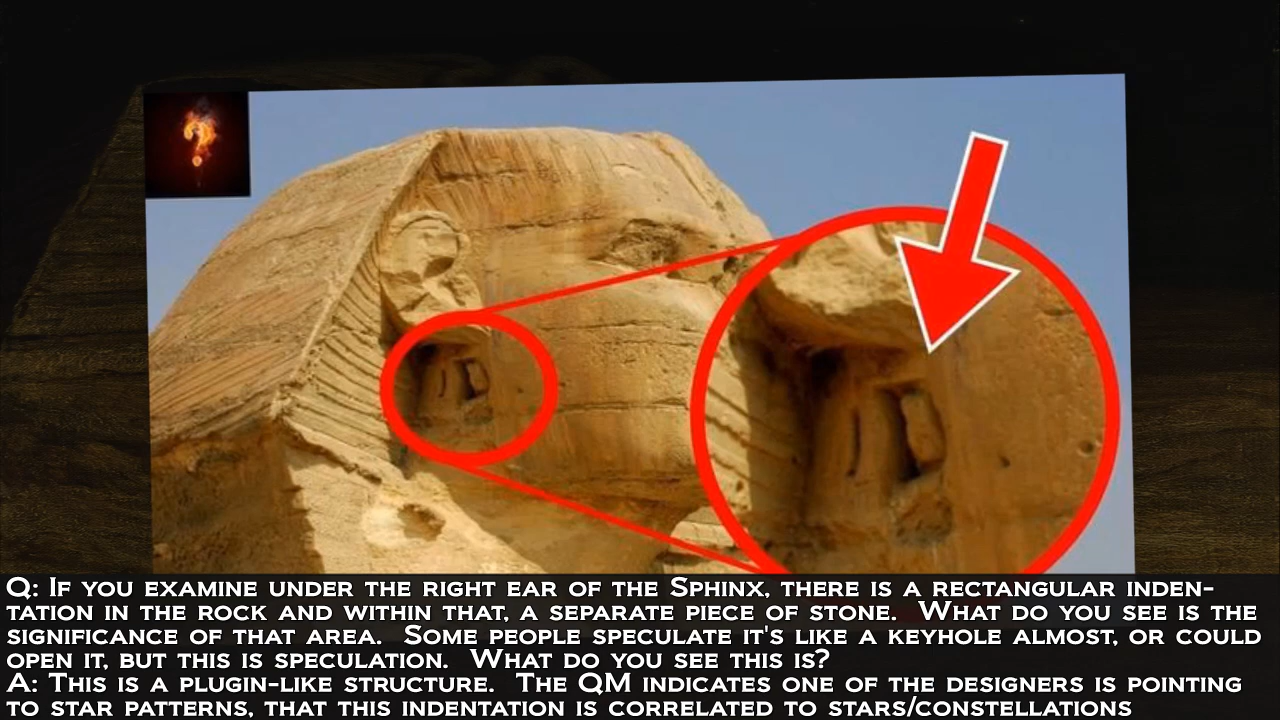 Q: If you examine under the right ear of the Sphinx, there is a rectangular inden-
tation in the rock and within that, a separate piece of stone.  What do you see is the
significance of that area.  Some people speculate it's like a keyhole almost, or could
open it, but this is speculation.  What do you see this is?
A: This is a plugin-like structure.  The QM indicates one of the designers is pointing
to star patterns, that this indentation is correlated to stars/constellations